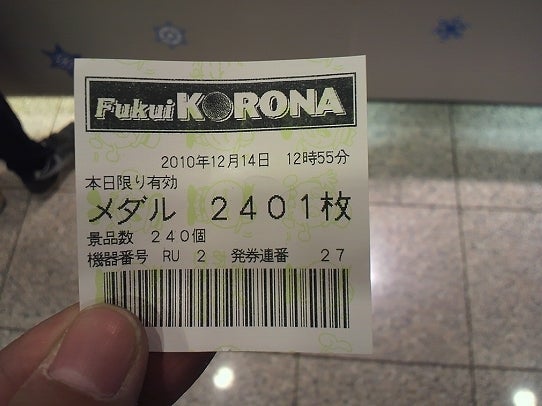 Fukui KORONA
2010年12月14日 12時55分
本日限り有効
メダル 2401枚
景品数 240個
機器番号 RU 2 発券連番 27